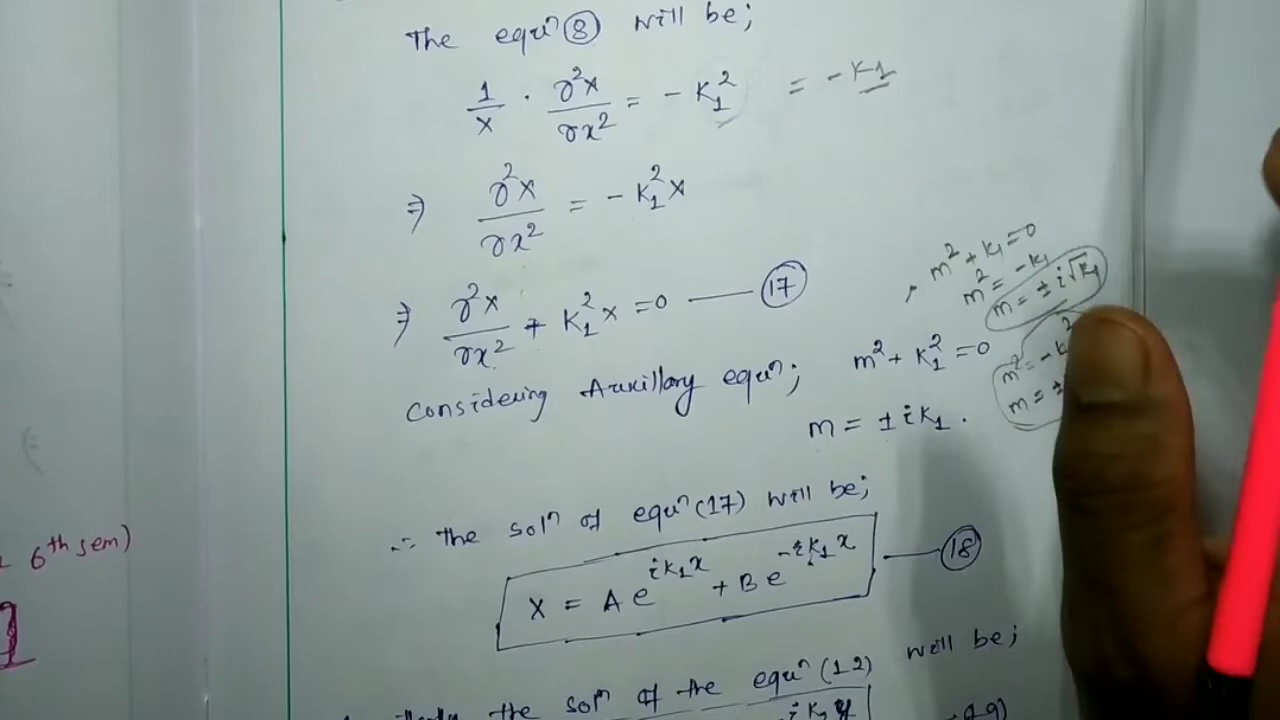 The equⁿ ⑧ will be;
1/X · ∂²X/∂x² = - K₁² = - K₁
⇒ ∂²X/∂x² = - K₁² X
⇒ ∂²X/∂x² + K₁² X = 0 —— ⑰
m² + K₁ = 0
m² = - K₁
m = ± i√K₁
Considering Auxillary equⁿ; m² + K₁² = 0
m² = - K
m = ±
m = ± i K₁ .
∴ the solⁿ of equⁿ (17) will be;
X = A e^{iK₁x} + B e^{-iK₁x} —— ⑱
6th sem)
the solⁿ of the equⁿ (12) will be;